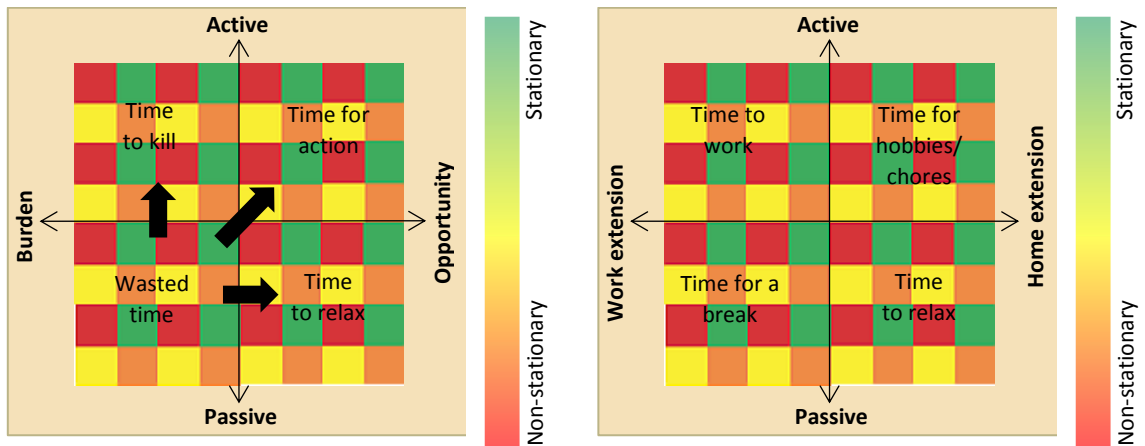 Active
Time
to kill
Time for
action
Burden
Opportunity
Wasted
time
Time
to relax
Passive
Stationary
Non-stationary
Active
Time to
work
Time for
hobbies/
chores
Work extension
Home extension
Time for a
break
Time
to relax
Passive
Stationary
Non-stationary